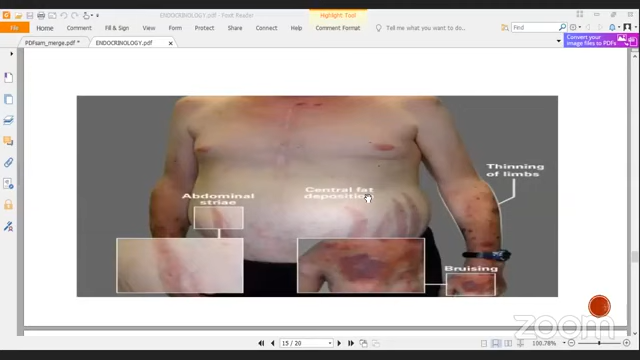 ENDOCRINOLOGY.pdf - Foxit Reader
Highlight Tool
File
Home
Comment
Fill & Sign
View
Form
Protect
Share
Help
Comment Format
Tell me what you want to do...
Find
PDFsam_merge.pdf *
ENDOCRINOLOGY.pdf
Convert your
image files to PDFs!
Thinning
of limbs
Abdominal
striae
Central fat
deposition
Bruising
zoom
15 / 20
100.78%